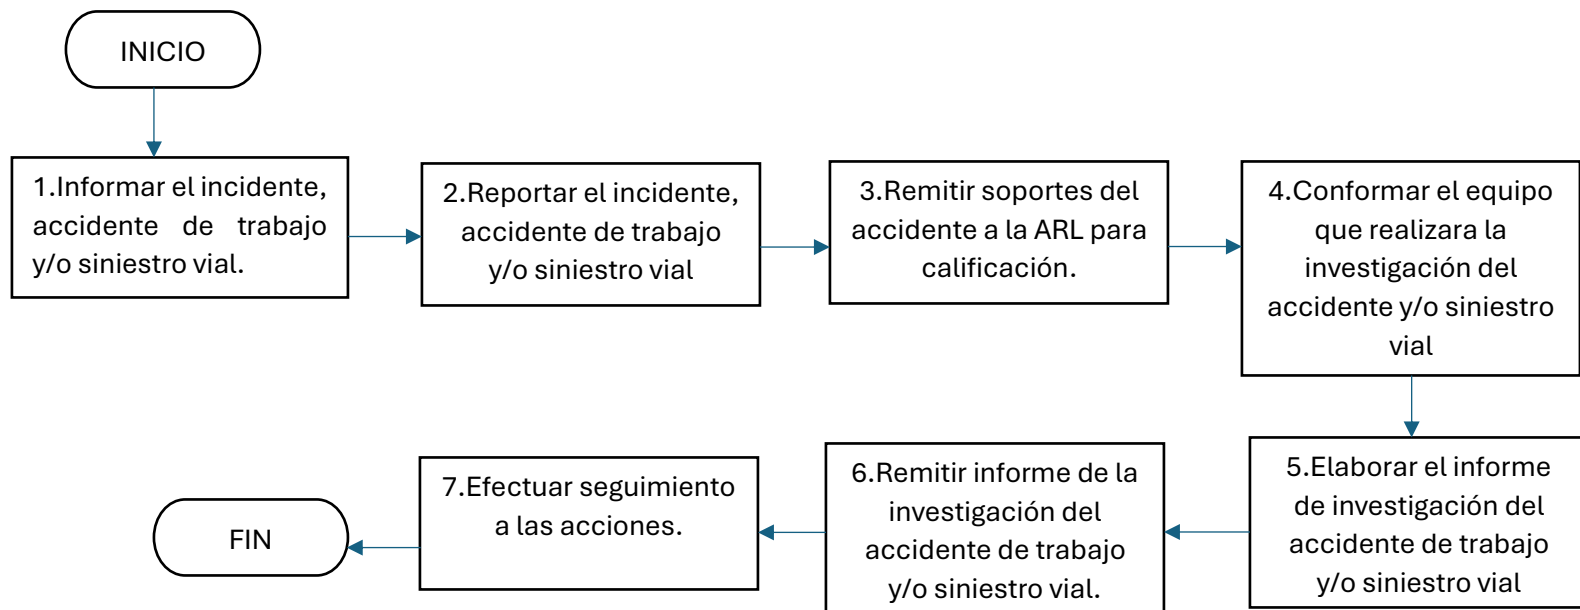 INICIO
1.Informar el incidente,
accidente de trabajo
y/o siniestro vial.
2.Reportar el incidente,
accidente de trabajo
y/o siniestro vial
3.Remitir soportes del
accidente a la ARL para
calificación.
4.Conformar el equipo
que realizara la
investigación del
accidente y/o siniestro
vial
5.Elaborar el informe
de investigación del
accidente de trabajo
y/o siniestro vial
6.Remitir informe de la
investigación del
accidente de trabajo
y/o siniestro vial.
7.Efectuar seguimiento
a las acciones.
FIN